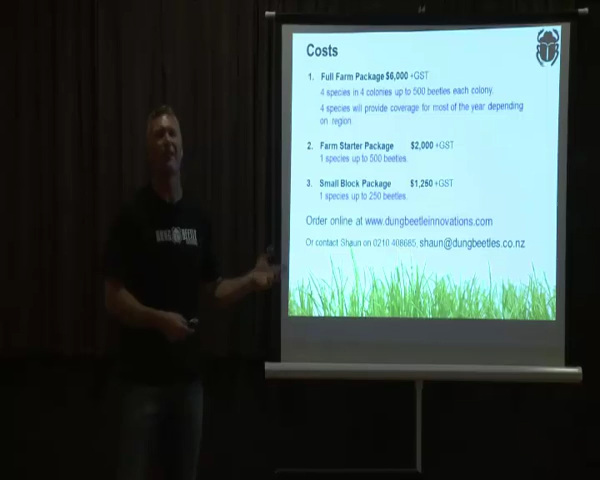 Costs
1. Full Farm Package $6,000 +GST
4 species in 4 colonies up to 500 beetles each colony.
4 species will provide coverage for most of the year depending
on region.
2. Farm Starter Package $2,000 +GST
1 species up to 500 beetles.
3. Small Block Package $1,250 +GST
1 species up to 250 beetles.
Order online at www.dungbeetleinnovations.com
Or contact Shaun on 0210 408685, shaun@dungbeetles.co.nz
DUNG BEETLE